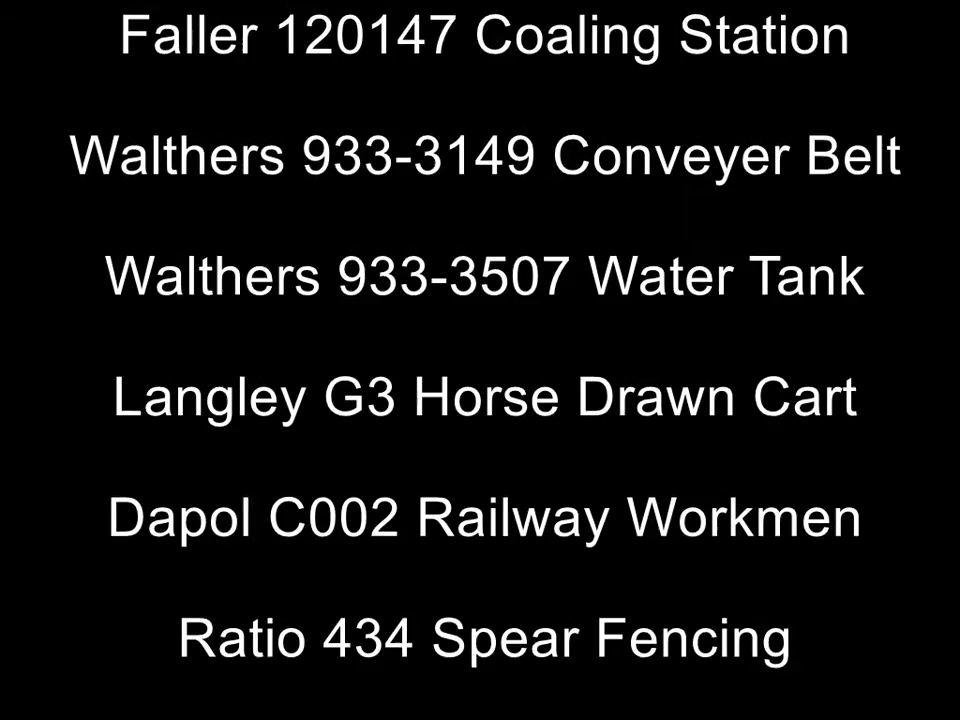 Faller 120147 Coaling Station
Walthers 933-3149 Conveyer Belt
Walthers 933-3507 Water Tank
Langley G3 Horse Drawn Cart
Dapol C002 Railway Workmen
Ratio 434 Spear Fencing